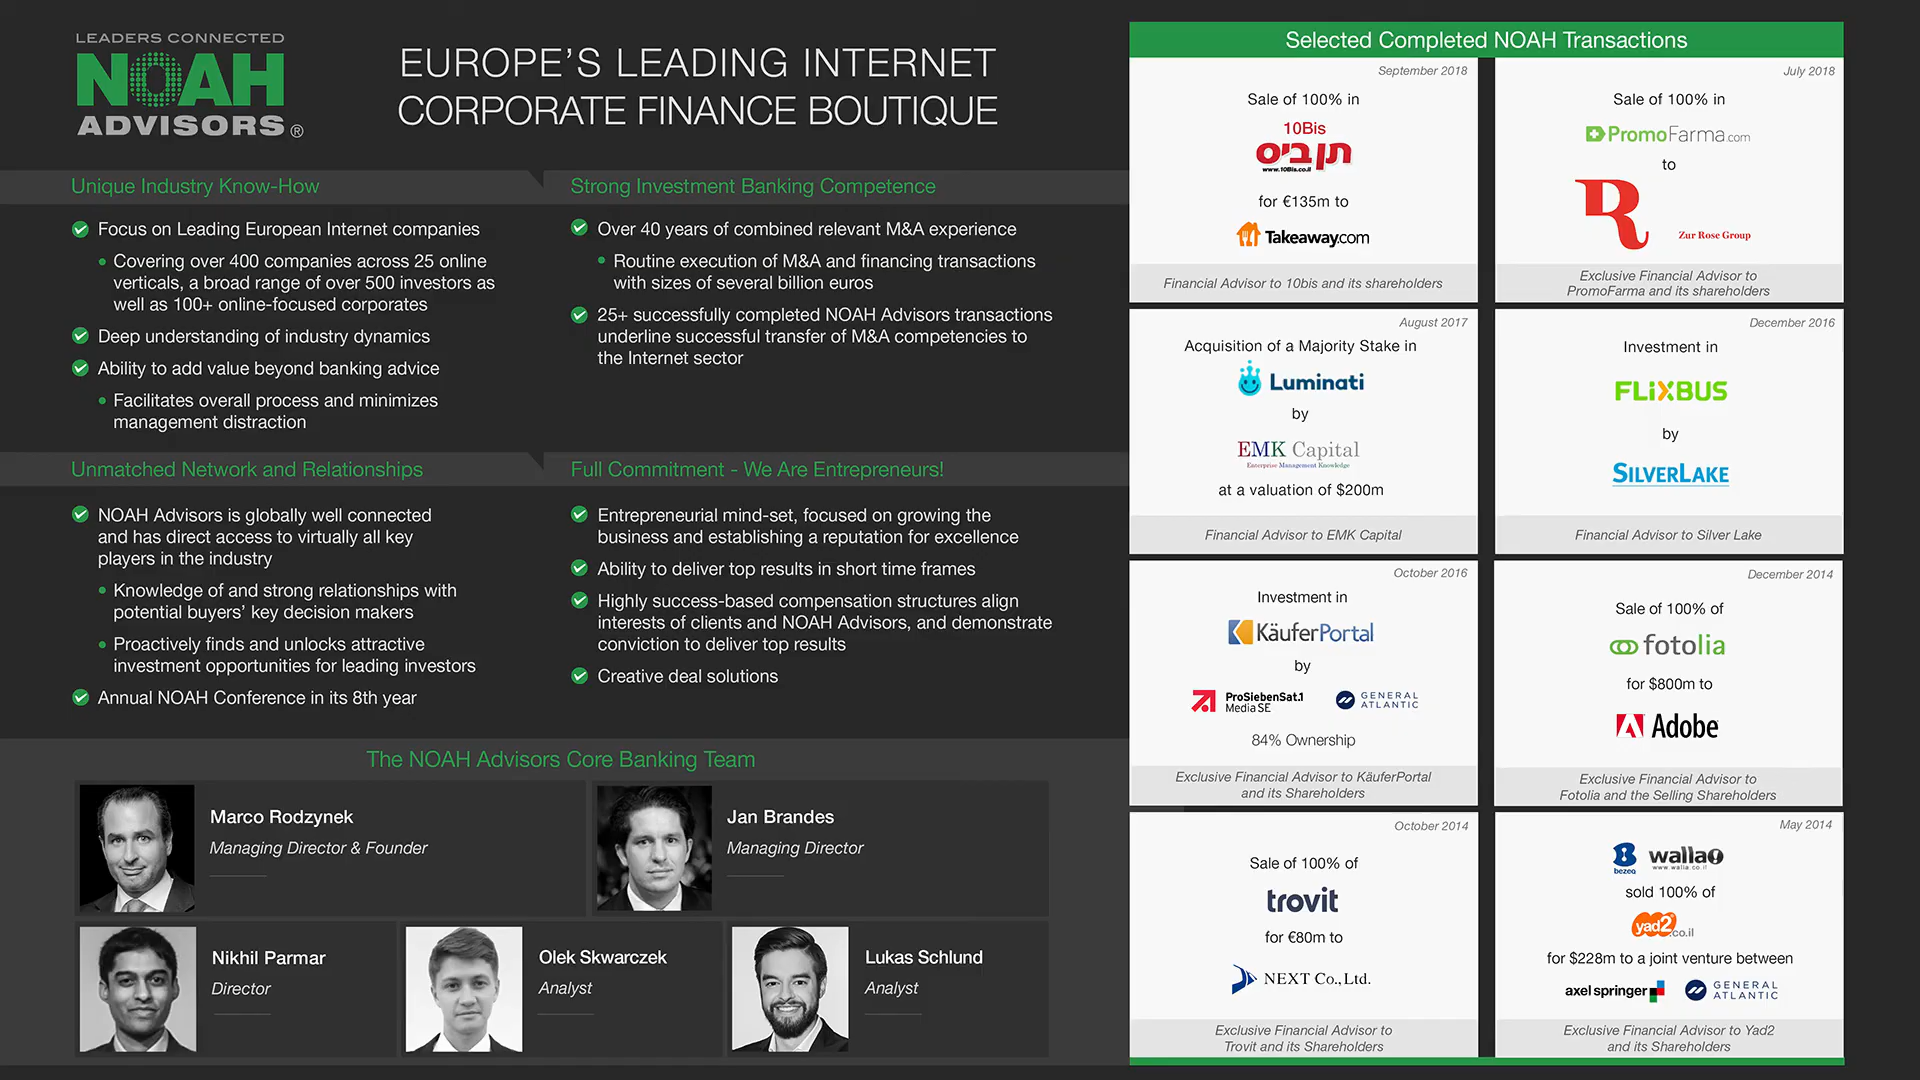 LEADERS CONNECTED
NOAH
ADVISORS ®
EUROPE'S LEADING INTERNET
CORPORATE FINANCE BOUTIQUE
Unique Industry Know-How
Focus on Leading European Internet companies
Covering over 400 companies across 25 online
verticals, a broad range of over 500 investors as
well as 100+ online-focused corporates
Deep understanding of industry dynamics
Ability to add value beyond banking advice
Facilitates overall process and minimizes
management distraction
Strong Investment Banking Competence
Over 40 years of combined relevant M&A experience
Routine execution of M&A and financing transactions
with sizes of several billion euros
25+ successfully completed NOAH Advisors transactions
underline successful transfer of M&A competencies to
the Internet sector
Unmatched Network and Relationships
NOAH Advisors is globally well connected
and has direct access to virtually all key
players in the industry
Knowledge of and strong relationships with
potential buyers' key decision makers
Proactively finds and unlocks attractive
investment opportunities for leading investors
Annual NOAH Conference in its 8th year
Full Commitment - We Are Entrepreneurs!
Entrepreneurial mind-set, focused on growing the
business and establishing a reputation for excellence
Ability to deliver top results in short time frames
Highly success-based compensation structures align
interests of clients and NOAH Advisors, and demonstrate
conviction to deliver top results
Creative deal solutions
The NOAH Advisors Core Banking Team
Marco Rodzynek
Managing Director & Founder
Jan Brandes
Managing Director
Nikhil Parmar
Director
Olek Skwarczek
Analyst
Lukas Schlund
Analyst
Selected Completed NOAH Transactions
September 2018
Sale of 100% in
10Bis
תן ביס
www.10Bis.co.il
for €135m to
Takeaway.com
Financial Advisor to 10bis and its shareholders
July 2018
Sale of 100% in
PromoFarma.com
to
R
Zur Rose Group
Exclusive Financial Advisor to
PromoFarma and its shareholders
August 2017
Acquisition of a Majority Stake in
Luminati
by
EMK Capital
Enterprise Management Knowledge
at a valuation of $200m
Financial Advisor to EMK Capital
December 2016
Investment in
FLiXBUS
by
SILVERLAKE
Financial Advisor to Silver Lake
October 2016
Investment in
KäuferPortal
by
ProSiebenSat.1
Media SE
GENERAL
ATLANTIC
84% Ownership
Exclusive Financial Advisor to KäuferPortal
and its Shareholders
December 2014
Sale of 100% of
fotolia
for $800m to
Adobe
Exclusive Financial Advisor to
Fotolia and the Selling Shareholders
October 2014
Sale of 100% of
trovit
for €80m to
NEXT Co., Ltd.
Exclusive Financial Advisor to
Trovit and its Shareholders
May 2014
bezeq
walla!
www.walla.co.il
sold 100% of
yad2.co.il
for $228m to a joint venture between
axel springer
GENERAL
ATLANTIC
Exclusive Financial Advisor to Yad2
and its Shareholders